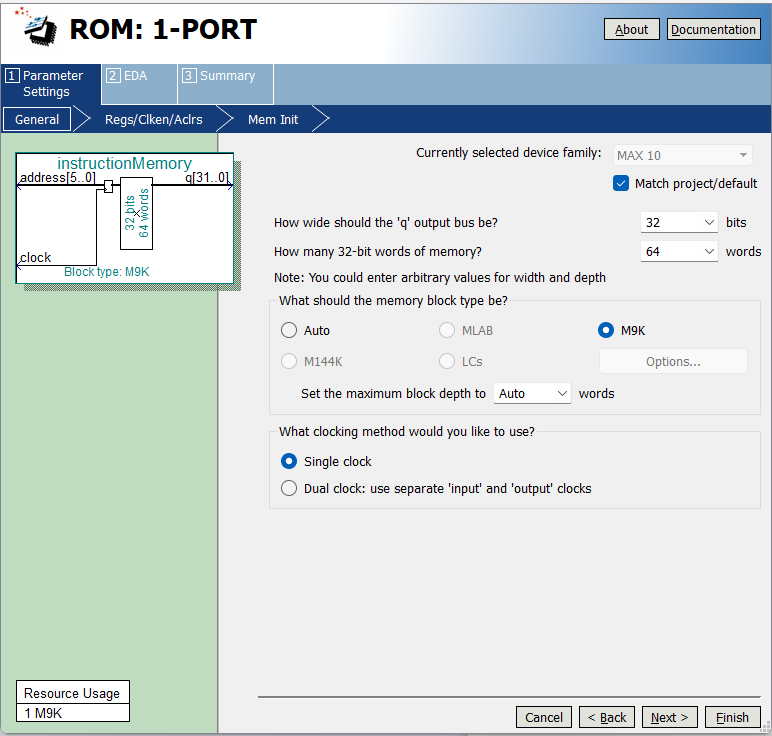 ROM: 1-PORT
About
Documentation
1 Parameter Settings
2 EDA
3 Summary
General
Regs/Clken/Aclrs
Mem Init
instructionMemory
address[5..0]
q[31..0]
32 bits
64 words
clock
Block type: M9K
Currently selected device family:
MAX 10
Match project/default
How wide should the 'q' output bus be?
32
bits
How many 32-bit words of memory?
64
words
Note: You could enter arbitrary values for width and depth
What should the memory block type be?
Auto
MLAB
M9K
M144K
LCs
Options...
Set the maximum block depth to
Auto
words
What clocking method would you like to use?
Single clock
Dual clock: use separate 'input' and 'output' clocks
Resource Usage
1 M9K
Cancel
< Back
Next >
Finish